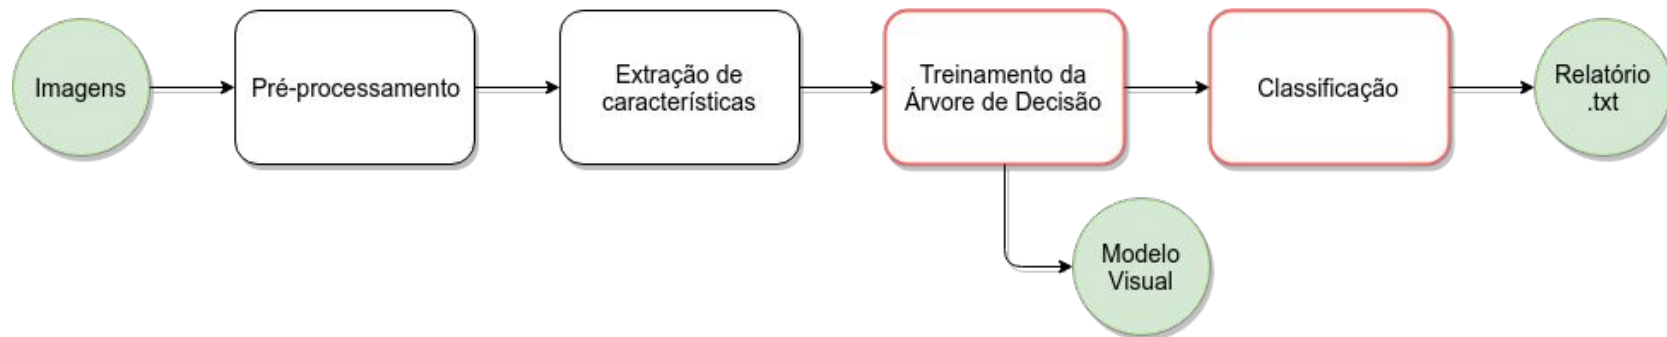 Imagens
Pré-processamento
Extração de
características
Treinamento da
Árvore de Decisão
Classificação
Relatório
.txt
Modelo
Visual